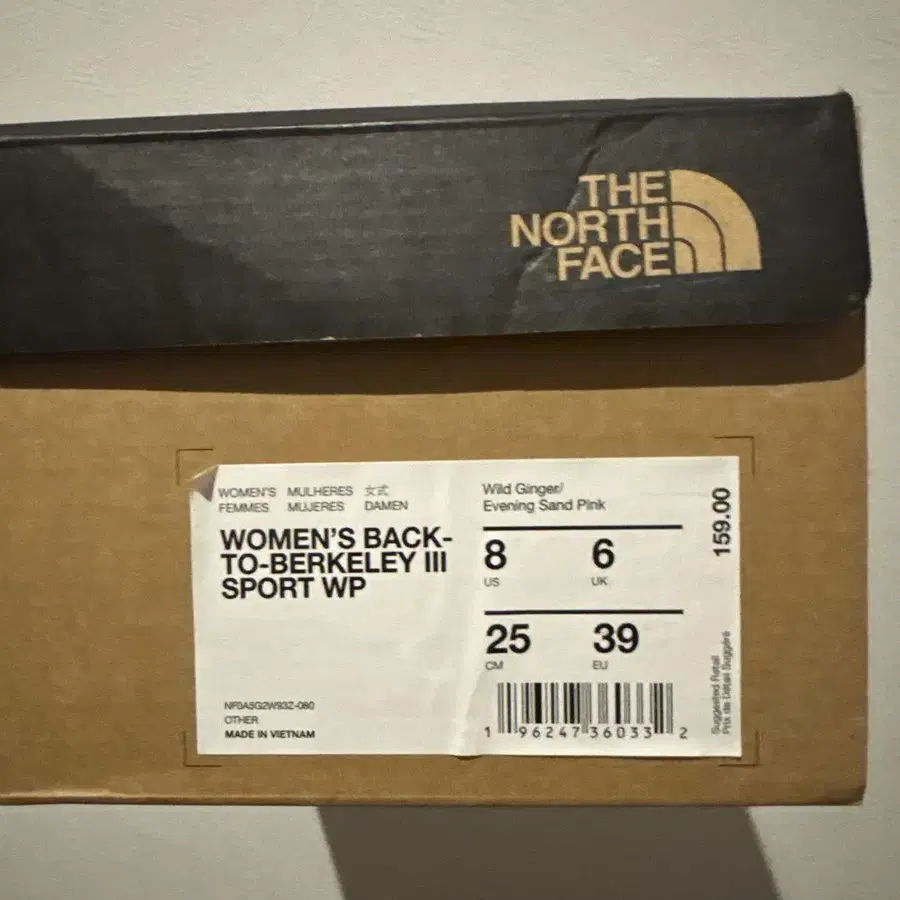 THE
NORTH
FACE
WOMEN'S MULHERES 女式
FEMMES MUJERES DAMEN
WOMEN'S BACK-
TO-BERKELEY III
SPORT WP
NF0A5G2W93Z-080
OTHER
MADE IN VIETNAM
Wild Ginger/
Evening Sand Pink
8 6
US UK
25 39
CM EU
1 96247 36033 2
159.00
Suggested Retail
Prix de Détail Suggéré